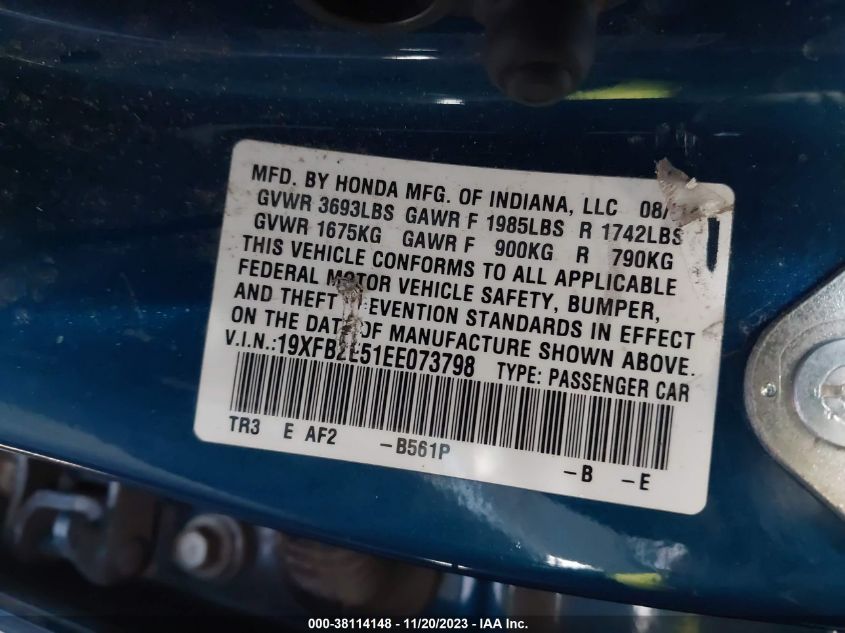 MFD. BY HONDA MFG. OF INDIANA, LLC 08/
GVWR 3693LBS GAWR F 1985LBS R 1742LBS
GVWR 1675KG GAWR F 900KG R 790KG
THIS VEHICLE CONFORMS TO ALL APPLICABLE
FEDERAL MOTOR VEHICLE SAFETY, BUMPER,
AND THEFT PREVENTION STANDARDS IN EFFECT
ON THE DATE OF MANUFACTURE SHOWN ABOVE.
V.I.N.: TYPE: PASSENGER CAR
TR3 E AF2 -B561P -B -E
000-38114148 - 11/20/2023 - IAA Inc.